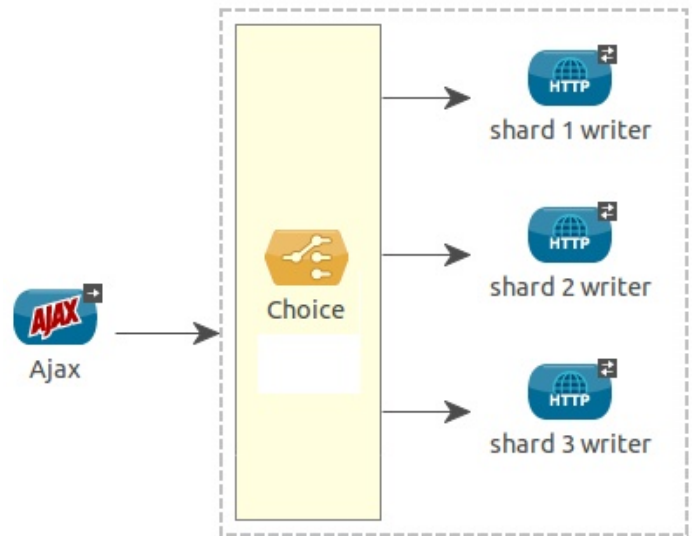 HTTP
shard 1 writer
HTTP
shard 2 writer
Choice
AJAX
Ajax
HTTP
shard 3 writer